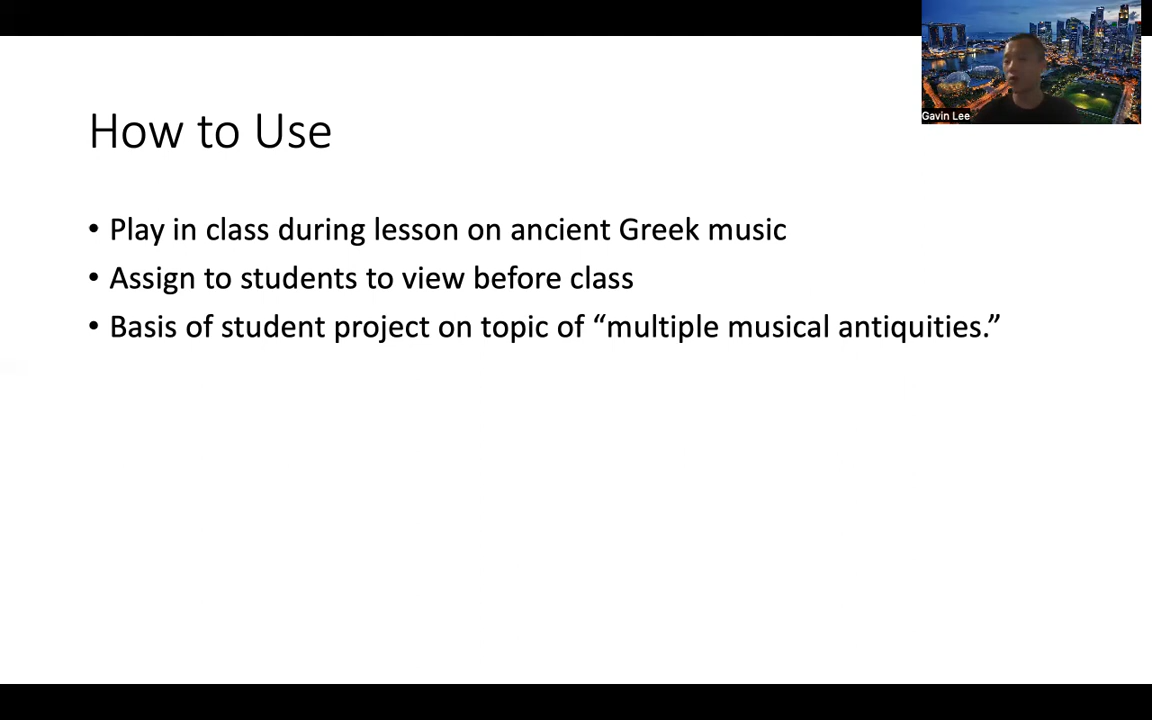 Gavin Lee
How to Use
• Play in class during lesson on ancient Greek music
• Assign to students to view before class
• Basis of student project on topic of “multiple musical antiquities.”